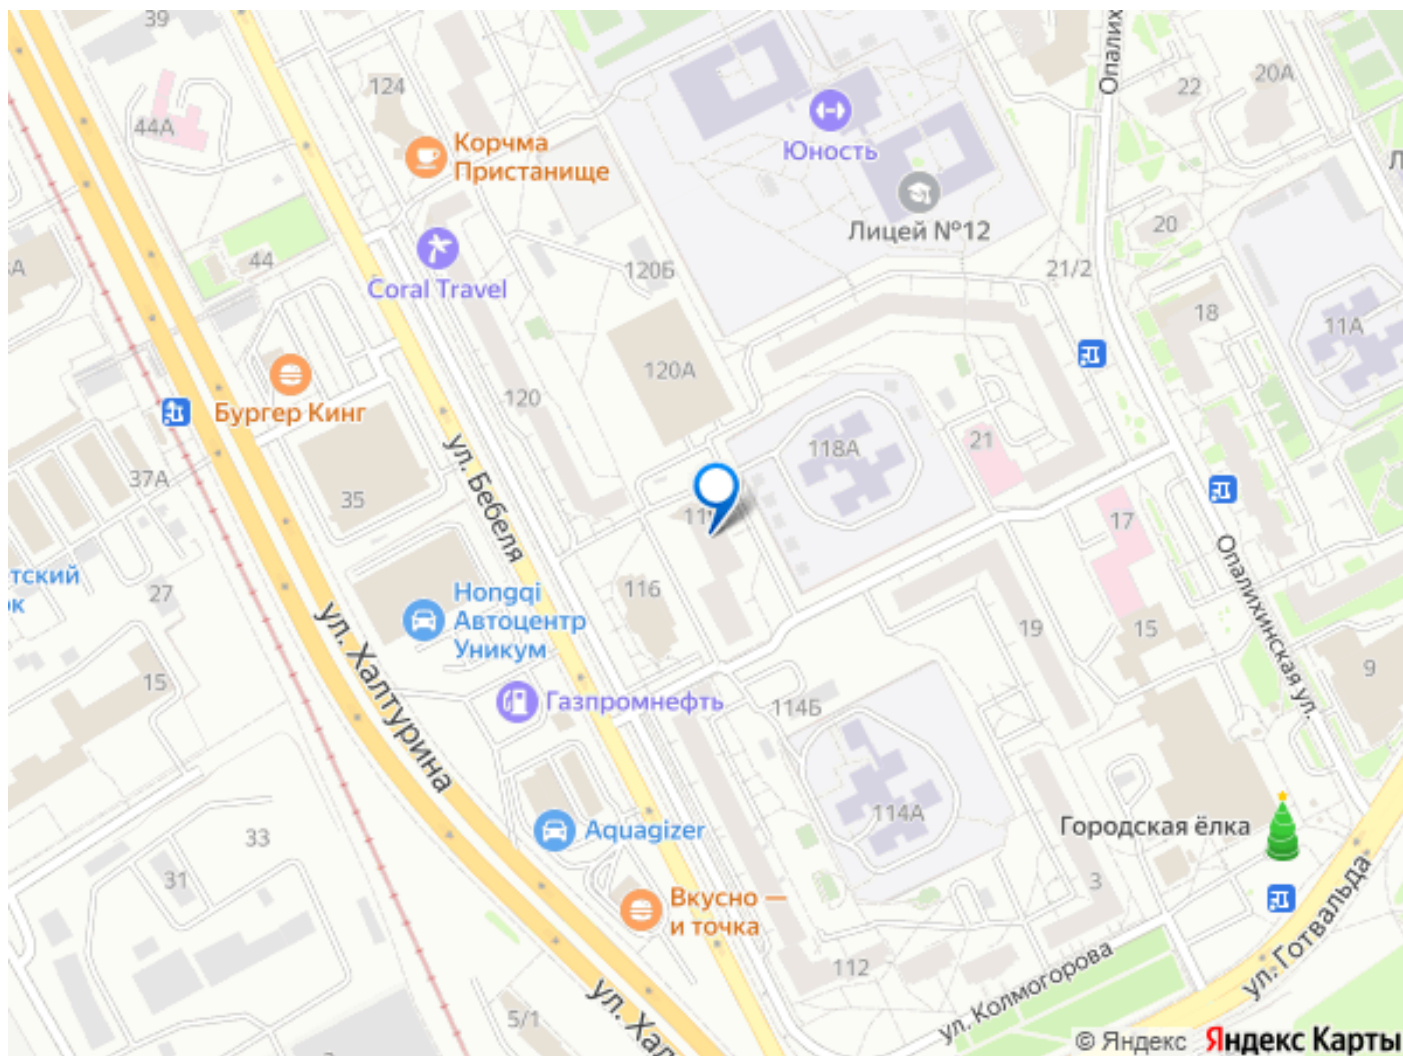 39
124
44А
Корчма
Пристанище
Юность
Лицей №12
Опалих
22
20А
20
21/2
18
11А
44
Coral Travel
120Б
120А
120
Бургер Кинг
37А
35
ул. Бебеля
118А
21
17
тский
27
Hongqi
Автоцентр
Уникум
116
19
15
Опалихинская ул.
9
15
ул. Халтурина
Газпромнефть
114Б
114А
Городская ёлка
33
31
Aquagizer
Вкусно —
и точка
3
112
ул. Колмогорова
ул. Готвальда
5/1
ул. Хал
© Яндекс
Яндекс Карты